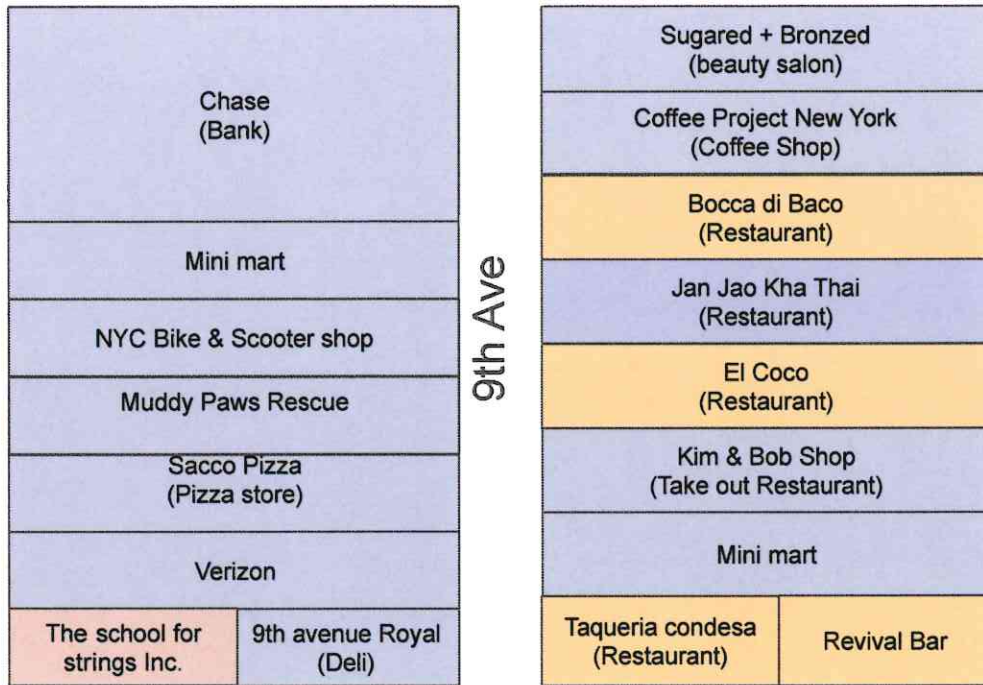 Chase
(Bank)
Mini mart
NYC Bike & Scooter shop
Muddy Paws Rescue
Sacco Pizza
(Pizza store)
Verizon
The school for
strings Inc.
9th avenue Royal
(Deli)
9th Ave
Sugared + Bronzed
(beauty salon)
Coffee Project New York
(Coffee Shop)
Bocca di Baco
(Restaurant)
Jan Jao Kha Thai
(Restaurant)
El Coco
(Restaurant)
Kim & Bob Shop
(Take out Restaurant)
Mini mart
Taqueria condesa
(Restaurant)
Revival Bar